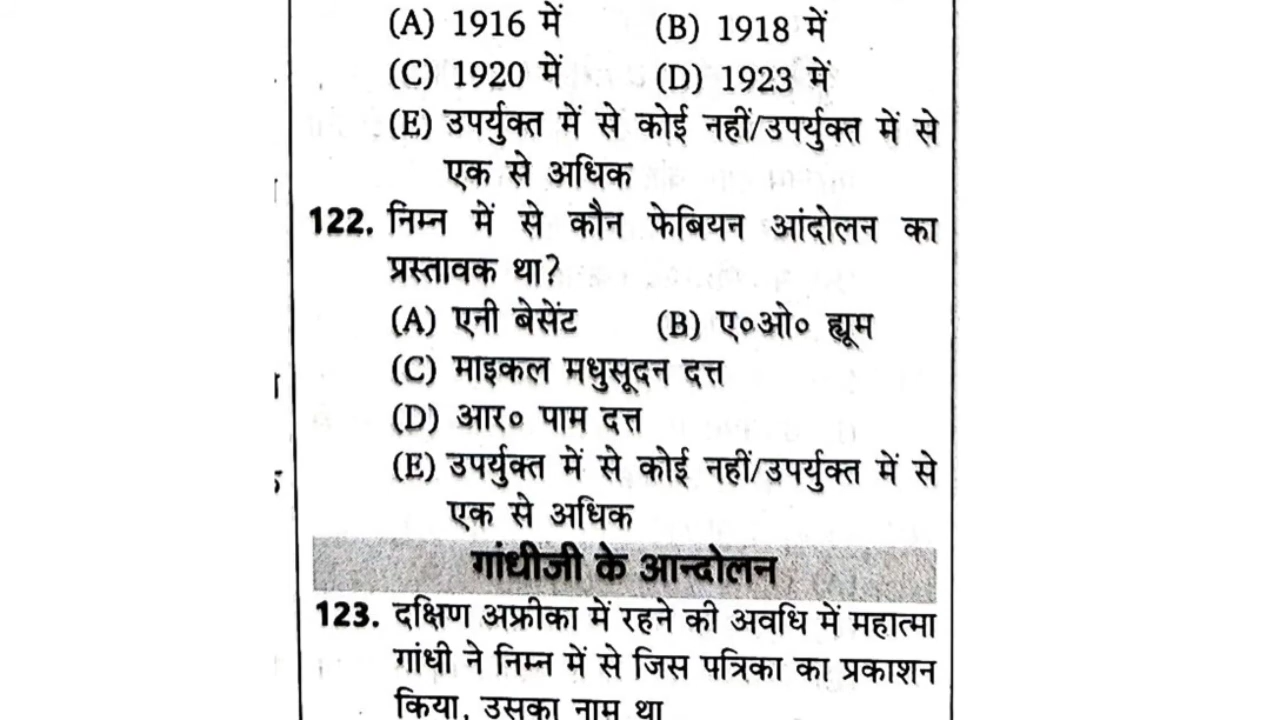 (A) 1916 में (B) 1918 में
(C) 1920 में (D) 1923 में
(E) उपर्युक्त में से कोई नहीं/उपर्युक्त में से
एक से अधिक
122. निम्न में से कौन फेबियन आंदोलन का
प्रस्तावक था?
(A) एनी बेसेंट (B) ए०ओ० ह्यूम
(C) माइकल मधुसूदन दत्त
(D) आर० पाम दत्त
(E) उपर्युक्त में से कोई नहीं/उपर्युक्त में से
एक से अधिक
गांधीजी के आन्दोलन
123. दक्षिण अफ्रीका में रहने की अवधि में महात्मा
गांधी ने निम्न में से जिस पत्रिका का प्रकाशन
किया, उसका नाम था